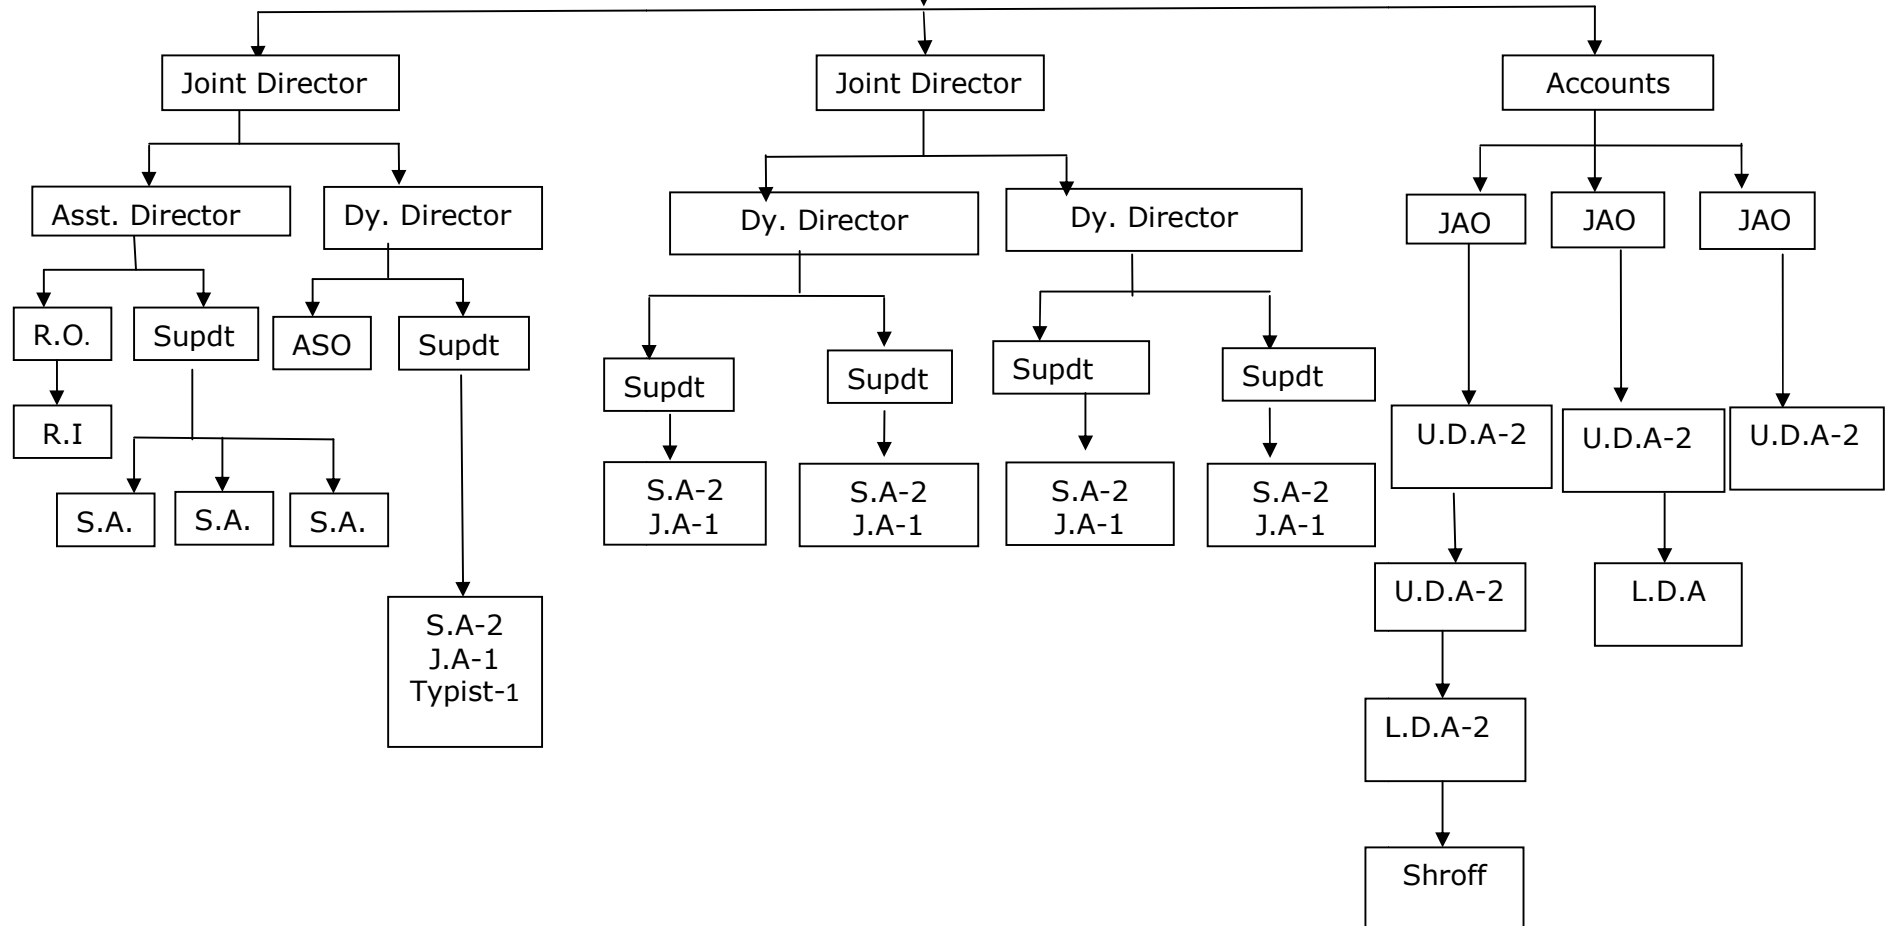 Joint Director
Joint Director
Accounts
Asst. Director
Dy. Director
Dy. Director
Dy. Director
JAO
JAO
JAO
R.O.
Supdt
ASO
Supdt
Supdt
Supdt
Supdt
Supdt
R.I
U.D.A-2
U.D.A-2
U.D.A-2
S.A.
S.A.
S.A.
S.A-2
J.A-1
S.A-2
J.A-1
S.A-2
J.A-1
S.A-2
J.A-1
U.D.A-2
L.D.A
S.A-2
J.A-1
Typist-1
L.D.A-2
Shroff